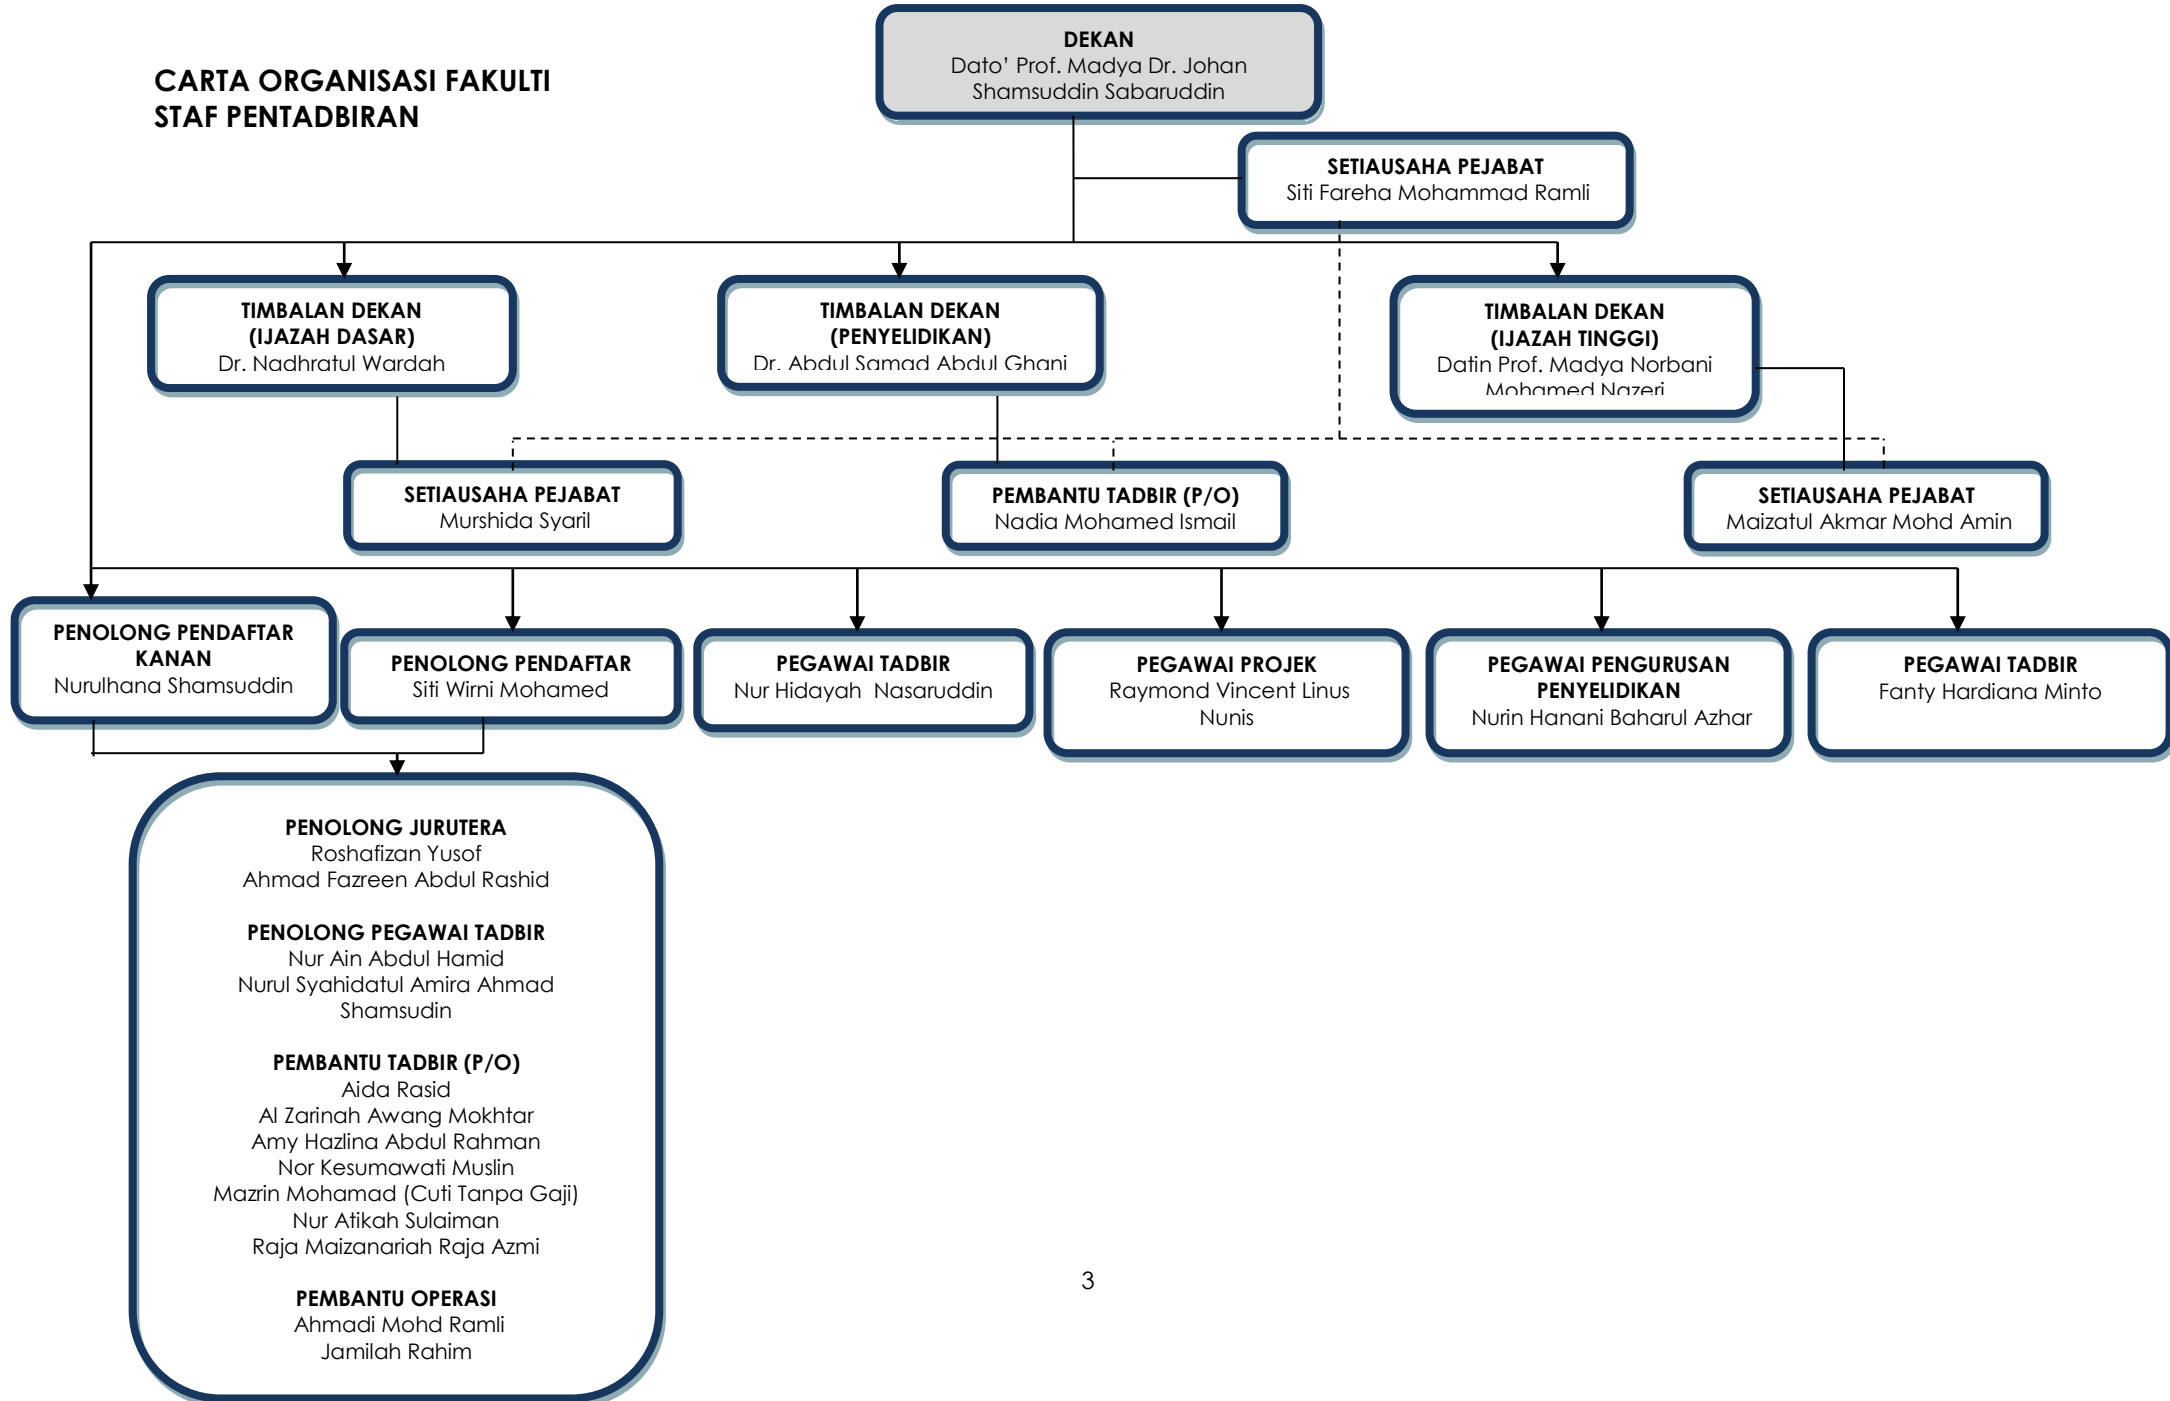 CARTA ORGANISASI FAKULTI
STAF PENTADBIRAN
DEKAN
Dato’ Prof. Madya Dr. Johan
Shamsuddin Sabaruddin
SETIAUSAHA PEJABAT
Siti Fareha Mohammad Ramli
TIMBALAN DEKAN
(IJAZAH DASAR)
Dr. Nadhratul Wardah
TIMBALAN DEKAN
(PENYELIDIKAN)
Dr. Abdul Samad Abdul Ghani
TIMBALAN DEKAN
(IJAZAH TINGGI)
Datin Prof. Madya Norbani
Mohamed Nazeri
SETIAUSAHA PEJABAT
Murshida Syaril
PEMBANTU TADBIR (P/O)
Nadia Mohamed Ismail
SETIAUSAHA PEJABAT
Maizatul Akmar Mohd Amin
PENOLONG PENDAFTAR
KANAN
Nurulhana Shamsuddin
PENOLONG PENDAFTAR
Siti Wirni Mohamed
PEGAWAI TADBIR
Nur Hidayah  Nasaruddin
PEGAWAI PROJEK
Raymond Vincent Linus
Nunis
PEGAWAI PENGURUSAN
PENYELIDIKAN
Nurin Hanani Baharul Azhar
PEGAWAI TADBIR
Fanty Hardiana Minto
PENOLONG JURUTERA
Roshafizan Yusof
Ahmad Fazreen Abdul Rashid
PENOLONG PEGAWAI TADBIR
Nur Ain Abdul Hamid
Nurul Syahidatul Amira Ahmad
Shamsudin
PEMBANTU TADBIR (P/O)
Aida Rasid
Al Zarinah Awang Mokhtar
Amy Hazlina Abdul Rahman
Nor Kesumawati Muslin
Mazrin Mohamad (Cuti Tanpa Gaji)
Nur Atikah Sulaiman
Raja Maizanariah Raja Azmi
PEMBANTU OPERASI
Ahmadi Mohd Ramli
Jamilah Rahim
3